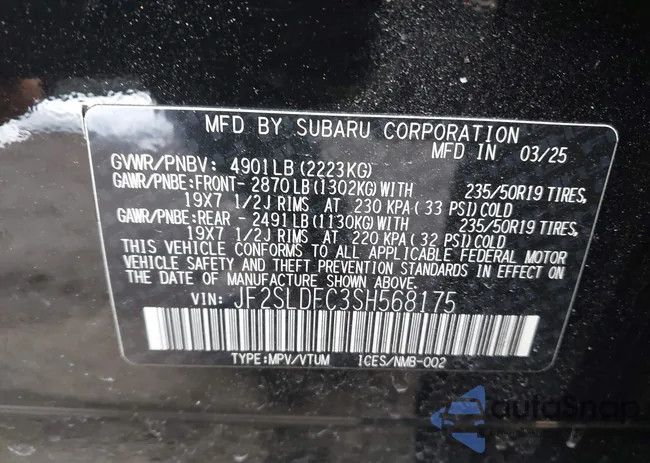 MFD BY SUBARU CORPORATION
MFD IN 03/25
GVWR/PNBV: 4901LB(2223KG)
GAWR/PNBE:FRONT- 2870LB(1302KG)WITH 235/50R19 TIRES,
19X7 1/2J RIMS AT 230 KPA(33 PSI)COLD
GAWR/PNBE:REAR - 2491LB(1130KG)WITH 235/50R19 TIRES,
19X7 1/2J RIMS AT 220 KPA(32 PSI)COLD
THIS VEHICLE CONFORMS TO ALL APPLICABLE FEDERAL MOTOR
VEHICLE SAFETY AND THEFT PREVENTION STANDARDS IN EFFECT ON
THE DATE OF MANUFACTURE SHOWN ABOVE.
VIN: JF2SLDFC3SH568175
TYPE:MPV/VTUM ICES/NMB-002
autoSnap